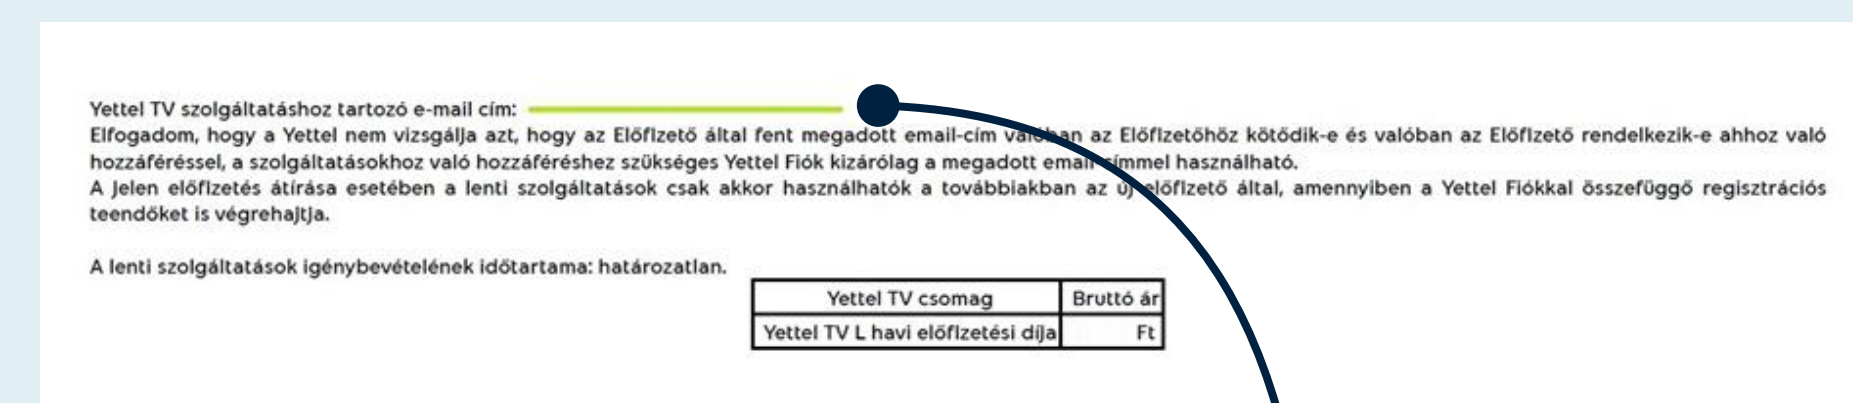 Yettel TV szolgáltatáshoz tartozó e-mail cím:
Elfogadom, hogy a Yettel nem vizsgálja azt, hogy az Előfizető által fent megadott email-cím valóban az Előfizetőhöz kötődik-e és valóban az Előfizető rendelkezik-e ahhoz való
hozzáféréssel, a szolgáltatásokhoz való hozzáféréshez szükséges Yettel Fiók kizárólag a megadott email-címmel használható.
A Jelen előfizetés átírása esetében a lenti szolgáltatások csak akkor használhatók a továbbiakban az új előfizető által, amennyiben a Yettel Fiókkal összefüggő regisztrációs
teendőket is végrehajtja.
A lenti szolgáltatások igénybevételének időtartama: határozatlan.
Yettel TV csomag Bruttó ár
Yettel TV L havi előfizetési díja Ft